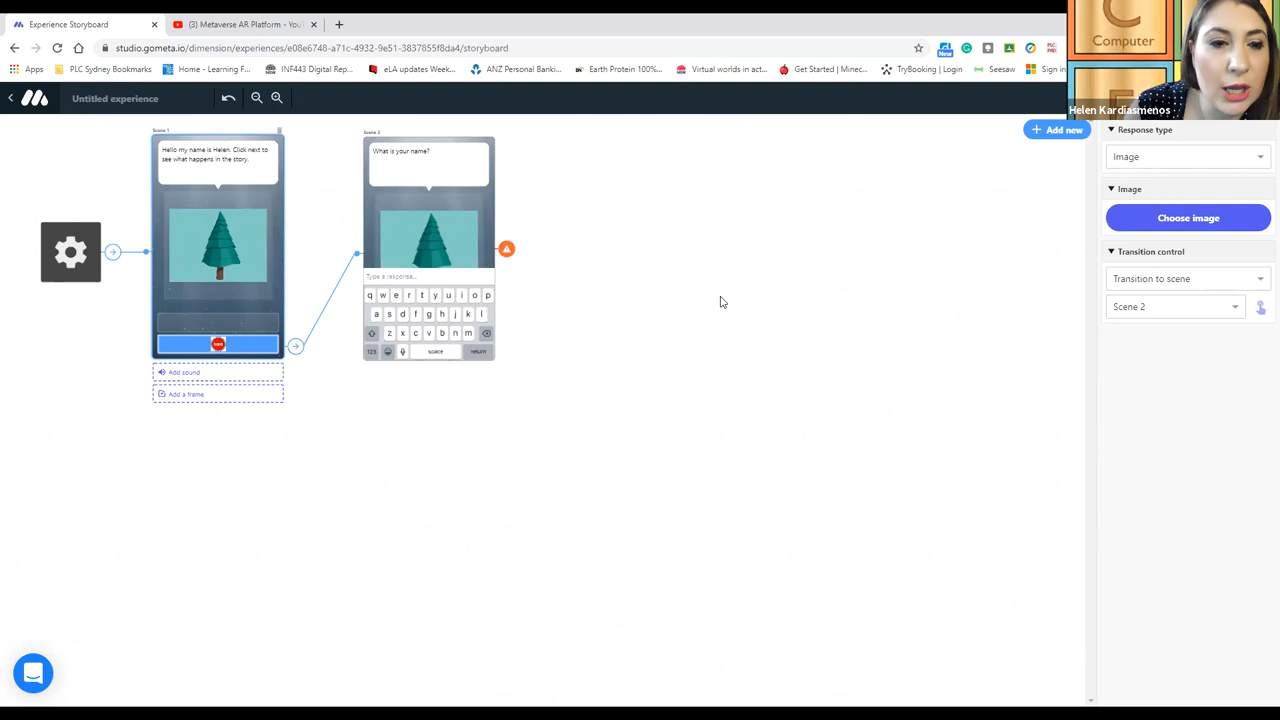 Experience Storyboard
(3) Metaverse AR Platform - You
studio.gometa.io/dimension/experiences/e08e6748-a71c-4932-9e51-3937855f8da4/storyboard
New
PLC
Apps
PLC Sydney Bookmarks
Home - Learning F...
INF443 Digital Rep...
eLA updates Week...
ANZ Personal Banki...
Earth Protein 100%...
Virtual worlds in act...
Get Started | Minec...
TryBooking | Login
Seesaw
Sign in
C
Computer
Helen Kardiasmenos
Untitled experience
Add new
Scene 1
Hello my name is Helen. Click next to
see what happens in the story.
Add sound
Add a frame
Scene 2
What is your name?
Type a response...
q w e r t y u i o p
a s d f g h j k l
z x c v b n m
123 space return
Response type
Image
Image
Choose image
Transition control
Transition to scene
Scene 2